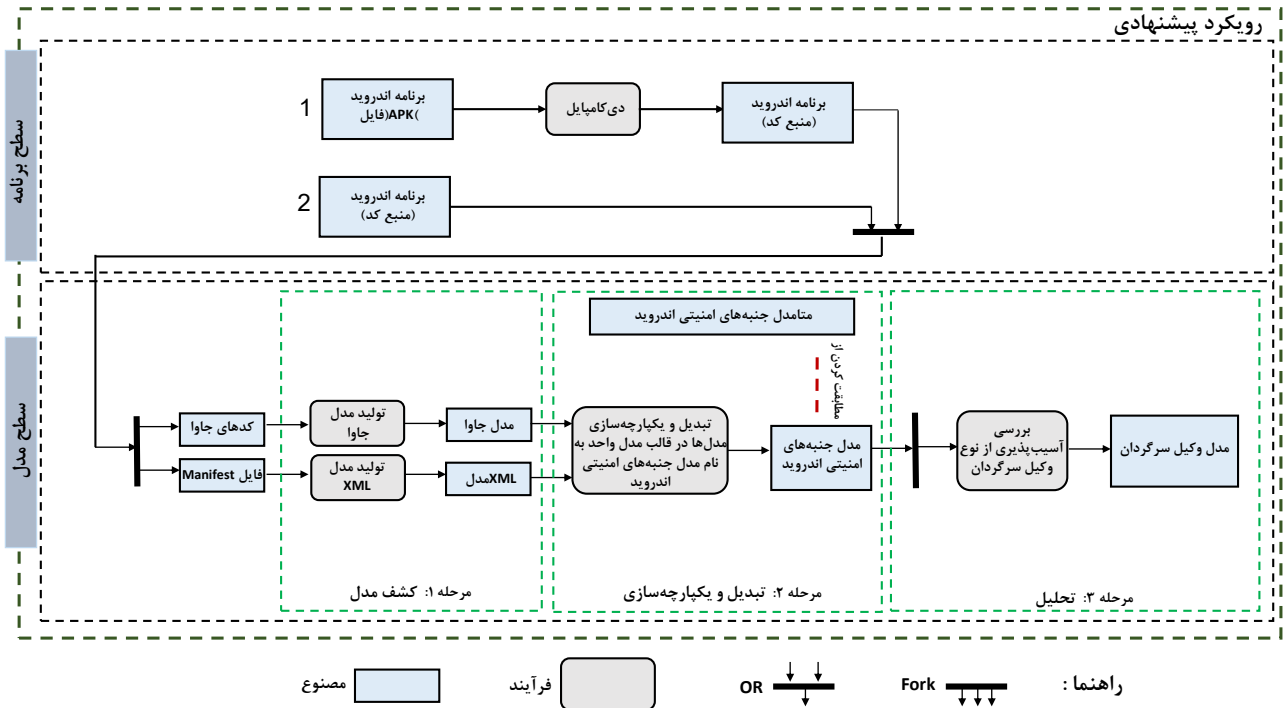 رویکرد پیشنهادی
سطح برنامه
1
برنامه اندروید
(فایل APK)
دی‌کامپایل
برنامه اندروید
(منبع کد)
2
برنامه اندروید
(منبع کد)
سطح مدل
متامدل جنبه‌های امنیتی اندروید
مطابقت کردن از
کدهای جاوا
تولید مدل
جاوا
مدل جاوا
فایل Manifest
تولید مدل
XML
مدلXML
تبدیل و یکپارچه‌سازی
مدل‌ها در قالب مدل واحد به
نام مدل جنبه‌های امنیتی
اندروید
مدل جنبه‌های
امنیتی اندروید
بررسی
آسیب‌پذیری از نوع
وکیل سرگردان
مدل وکیل سرگردان
مرحله ۱: کشف مدل
مرحله ۲: تبدیل و یکپارچه‌سازی
مرحله ۳: تحلیل
راهنما :
Fork
OR
فرآیند
مصنوع